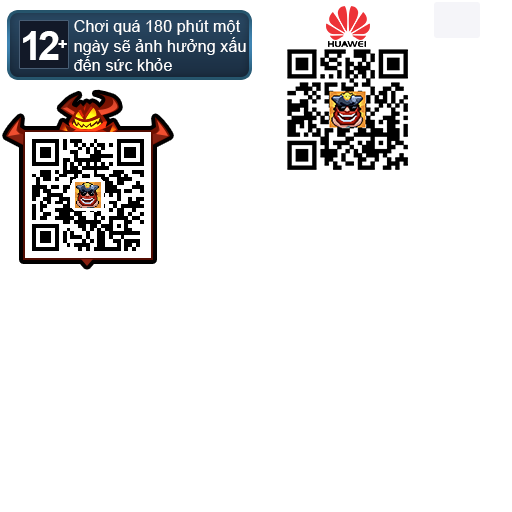 12+
Chơi quá 180 phút một
ngày sẽ ảnh hưởng xấu
đến sức khỏe
HUAWEI